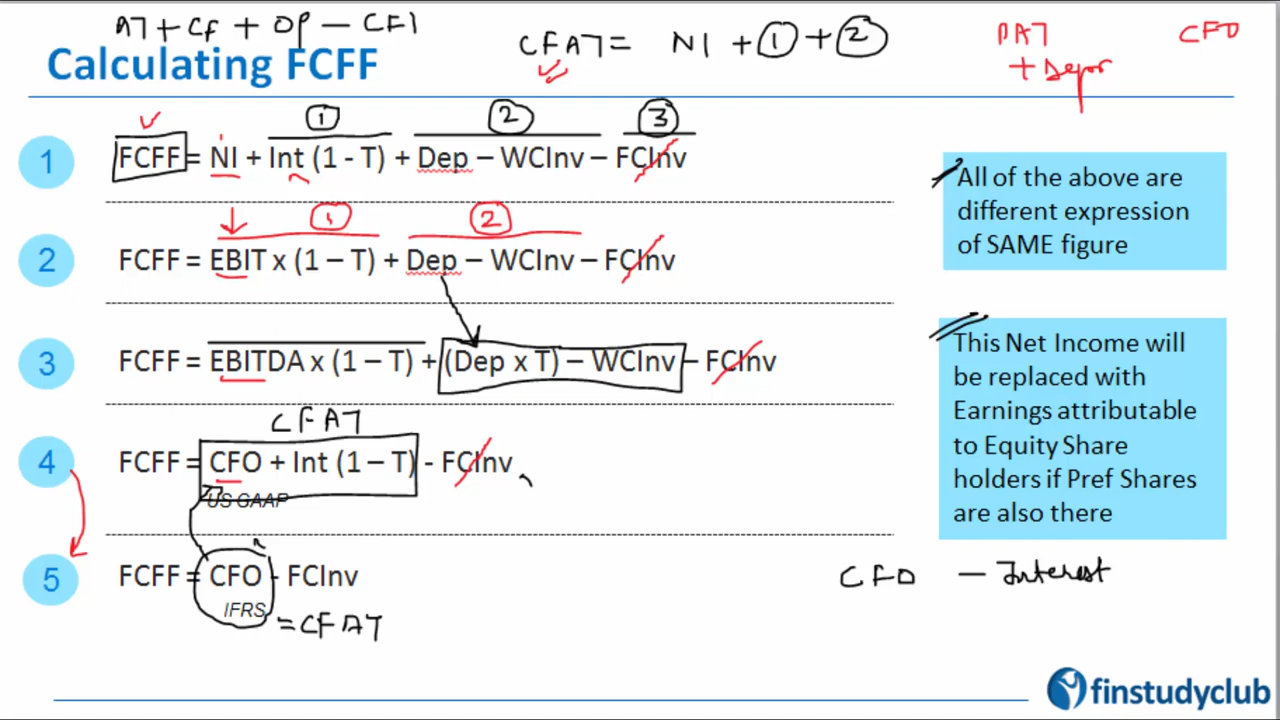 AT + CF + OP - CFI
CFAT = NI + ① + ②
PAT
+ Depr
CFO
Calculating FCFF
① ② ③
1 FCFF = NI + Int (1 - T) + Dep – WCInv – FCInv
① ②
2 FCFF = EBIT x (1 – T) + Dep – WCInv – FCInv
3 FCFF = EBITDA x (1 – T) + (Dep x T) – WCInv – FCInv
CFAT
4 FCFF = CFO + Int (1 – T) - FCInv
US GAAP
5 FCFF = CFO - FCInv
IFRS
= CFAT
All of the above are
different expression
of SAME figure
This Net Income will
be replaced with
Earnings attributable
to Equity Share
holders if Pref Shares
are also there
CFO - Interest
finstudyclub